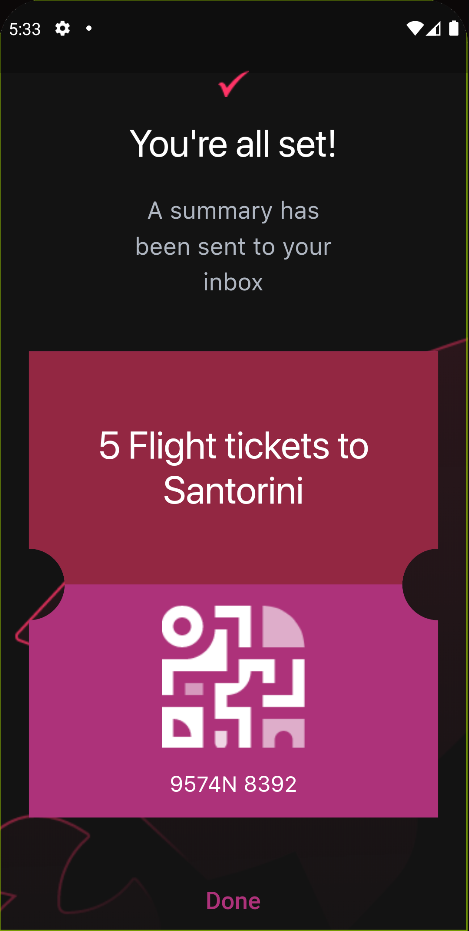 5:33
You're all set!
A summary has
been sent to your
inbox
5 Flight tickets to
Santorini
9574N 8392
Done